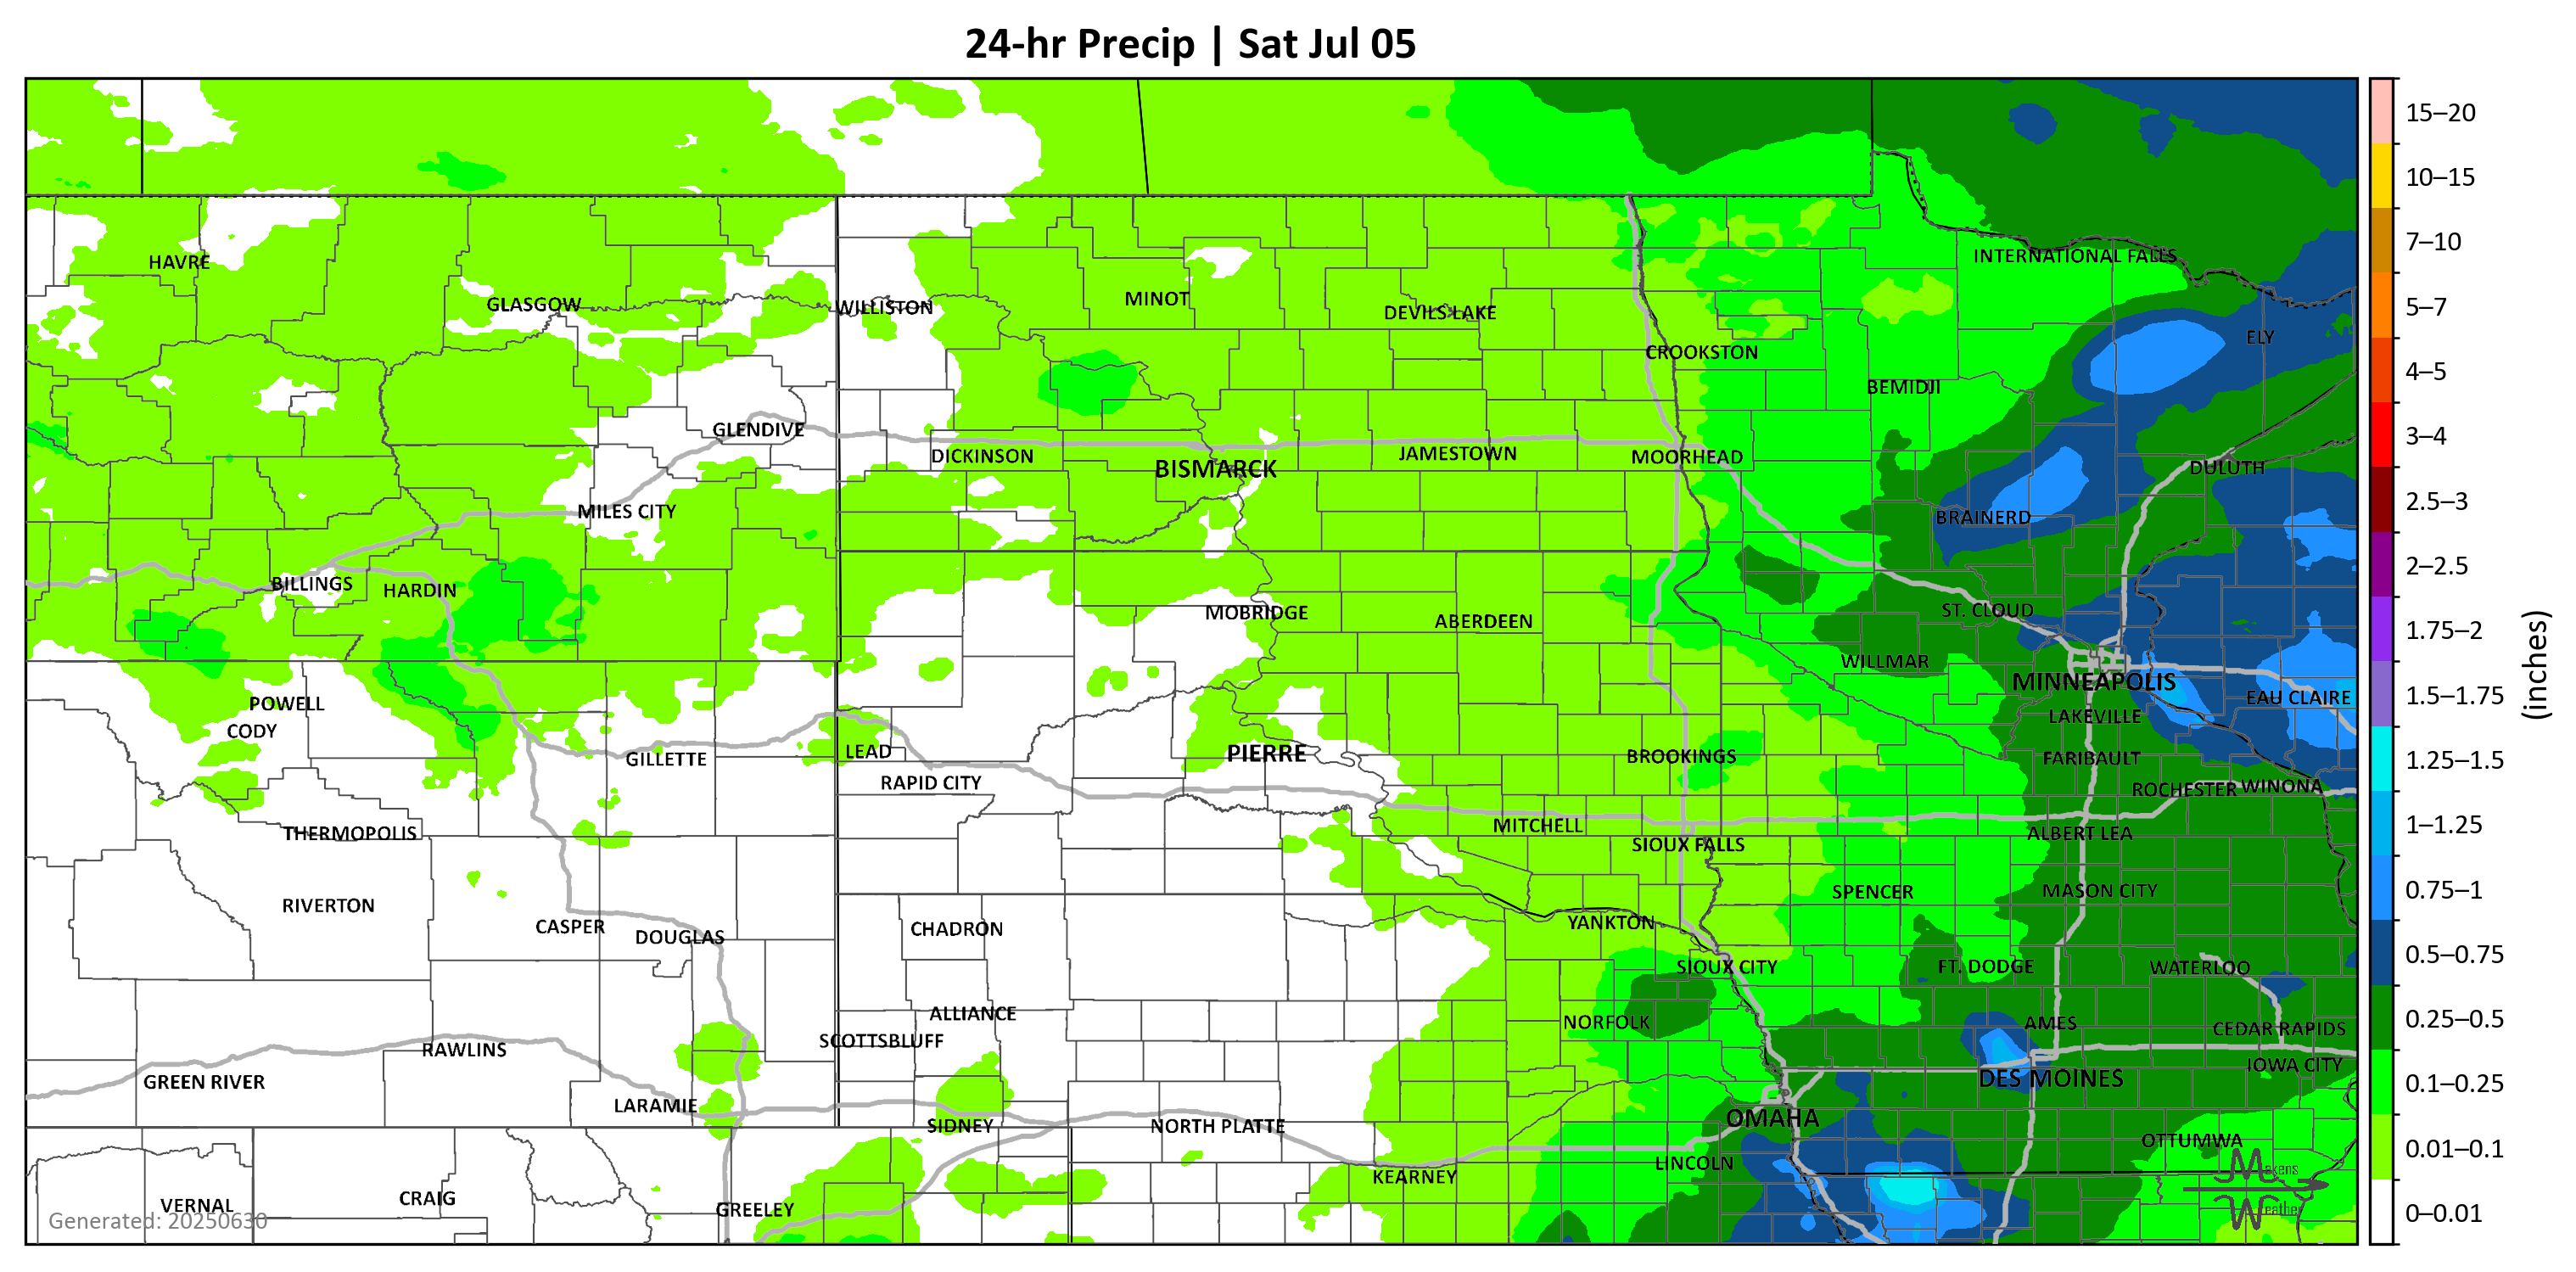 24-hr Precip | Sat Jul 05
INTERNATIONAL FALLS
HAVRE
GLASGOW
WILLISTON
MINOT
DEVILS LAKE
ELY
CROOKSTON
BEMIDJI
GLENDIVE
DICKINSON
BISMARCK
JAMESTOWN
MOORHEAD
DULUTH
MILES CITY
BRAINERD
BILLINGS
HARDIN
MOBRIDGE
ABERDEEN
ST. CLOUD
WILLMAR
MINNEAPOLIS
EAU CLAIRE
POWELL
CODY
LAKEVILLE
GILLETTE
LEAD
PIERRE
BROOKINGS
FARIBAULT
RAPID CITY
ROCHESTER
WINONA
THERMOPOLIS
MITCHELL
ALBERT LEA
SIOUX FALLS
RIVERTON
SPENCER
MASON CITY
CASPER
DOUGLAS
CHADRON
YANKTON
SIOUX CITY
FT. DODGE
WATERLOO
ALLIANCE
NORFOLK
AMES
CEDAR RAPIDS
SCOTTSBLUFF
RAWLINS
IOWA CITY
GREEN RIVER
DES MOINES
LARAMIE
OMAHA
SIDNEY
NORTH PLATTE
OTTUMWA
LINCOLN
KEARNEY
VERNAL
CRAIG
GREELEY
Generated: 20250630
Makens
Weather
15–20
10–15
7–10
5–7
4–5
3–4
2.5–3
2–2.5
1.75–2
1.5–1.75
1.25–1.5
1–1.25
0.75–1
0.5–0.75
0.25–0.5
0.1–0.25
0.01–0.1
0–0.01
(inches)